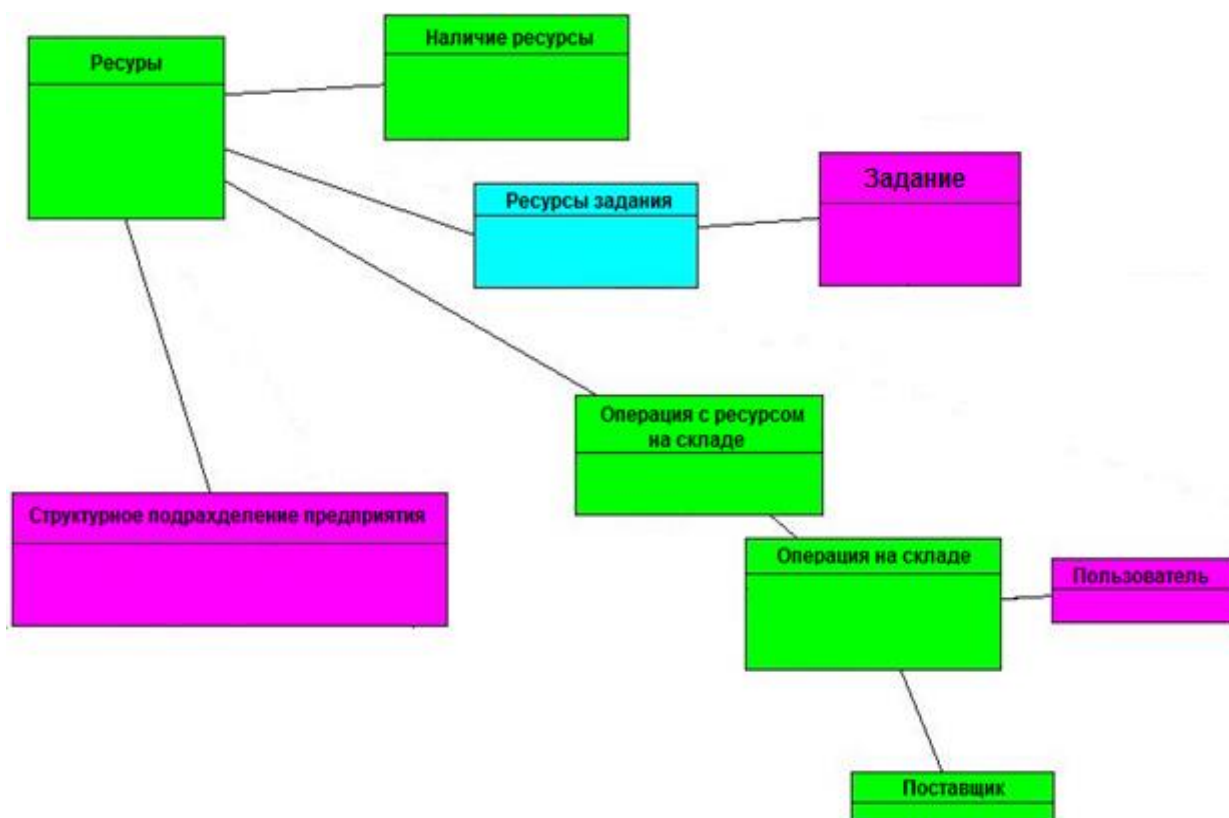 Ресуры
Наличие ресурсы
Ресурсы задания
Задание
Операция с ресурсом
на складе
Структурное подрахделение предприятия
Операция на складе
Пользователь
Поставщик